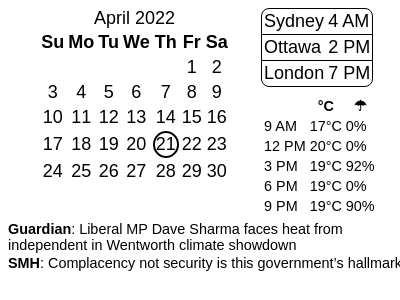 April 2022
Su Mo Tu We Th Fr Sa
1 2
3 4 5 6 7 8 9
10 11 12 13 14 15 16
17 18 19 20 21 22 23
24 25 26 27 28 29 30
Sydney 4 AM
Ottawa 2 PM
London 7 PM
°C ☂
9 AM 17°C 0%
12 PM 20°C 0%
3 PM 19°C 92%
6 PM 19°C 0%
9 PM 19°C 90%
Guardian: Liberal MP Dave Sharma faces heat from
independent in Wentworth climate showdown
SMH: Complacency not security is this government’s hallmark